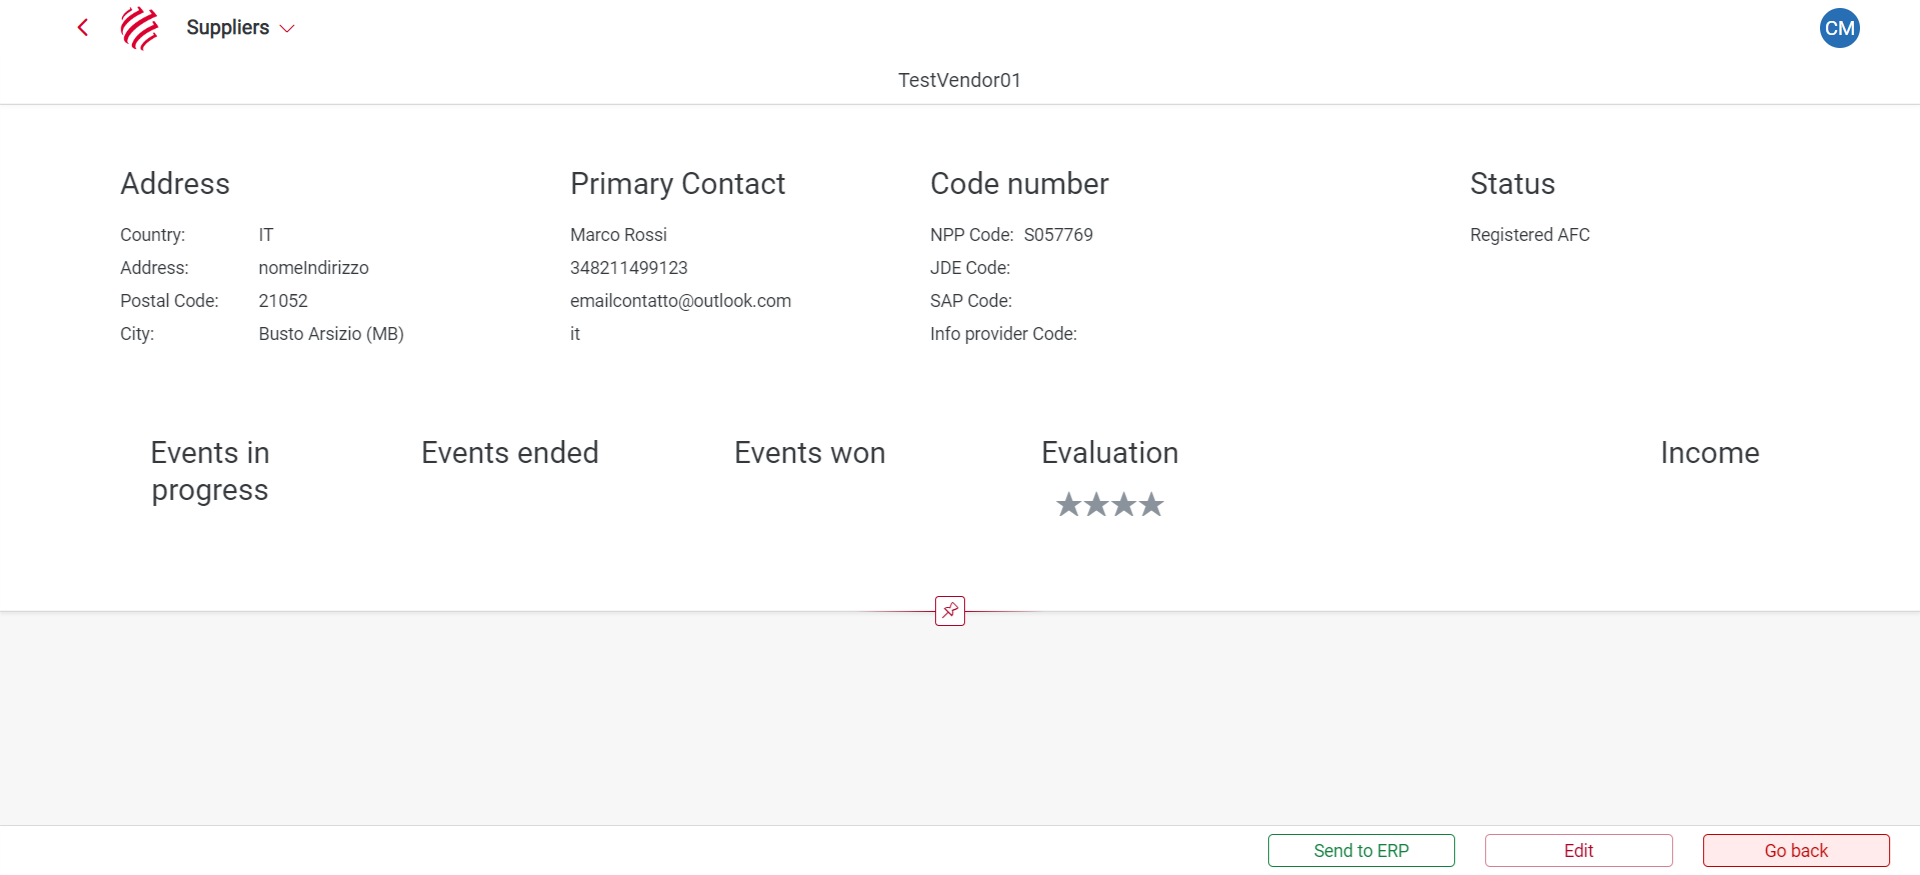 Suppliers
CM
TestVendor01
Address
Country: IT
Address: nomeIndirizzo
Postal Code: 21052
City: Busto Arsizio (MB)
Primary Contact
Marco Rossi
348211499123
emailcontatto@outlook.com
it
Code number
NPP Code: S057769
JDE Code:
SAP Code:
Info provider Code:
Status
Registered AFC
Events in
progress
Events ended
Events won
Evaluation
Income
Send to ERP
Edit
Go back